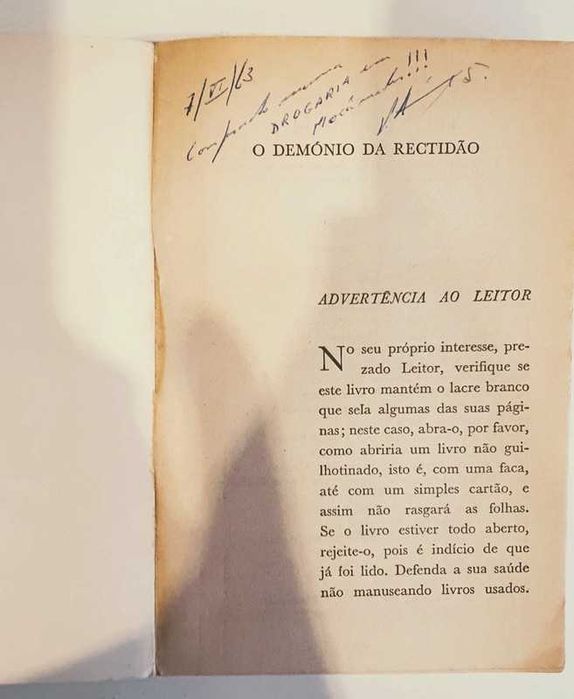 7/VI/63
Comprado numa
DROGARIA em
!!!
O DEMÓNIO DA RECTIDÃO
ADVERTÊNCIA AO LEITOR
No seu próprio interesse, pre-
zado Leitor, verifique se
este livro mantém o lacre branco
que sela algumas das suas pági-
nas; neste caso, abra-o, por favor,
como abriria um livro não gui-
lhotinado, isto é, com uma faca,
até com um simples cartão, e
assim não rasgará as folhas.
Se o livro estiver todo aberto,
rejeite-o, pois é indício de que
já foi lido. Defenda a sua saúde
não manuseando livros usados.